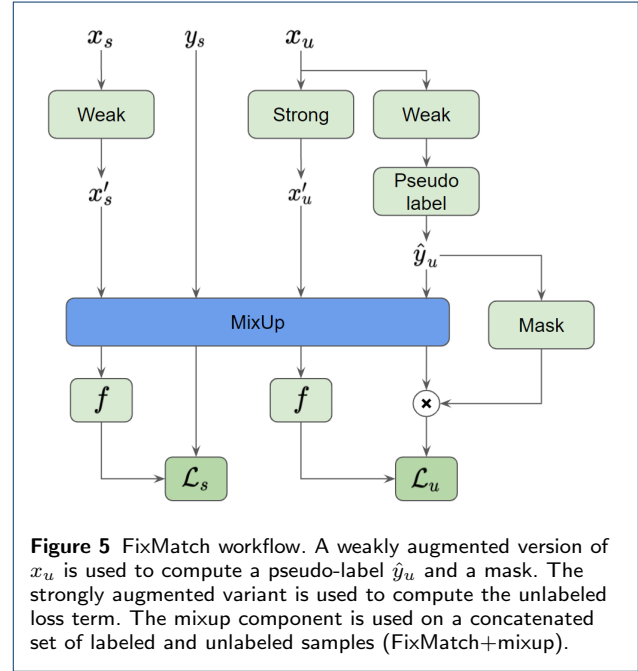 x_s y_s x_u
Weak Strong Weak
x'_s x'_u Pseudo label
ŷ_u
MixUp Mask
f f ×
ℒ_s ℒ_u
Figure 5 FixMatch workflow. A weakly augmented version of
x_u is used to compute a pseudo-label ŷ_u and a mask. The
strongly augmented variant is used to compute the unlabeled
loss term. The mixup component is used on a concatenated
set of labeled and unlabeled samples (FixMatch+mixup).